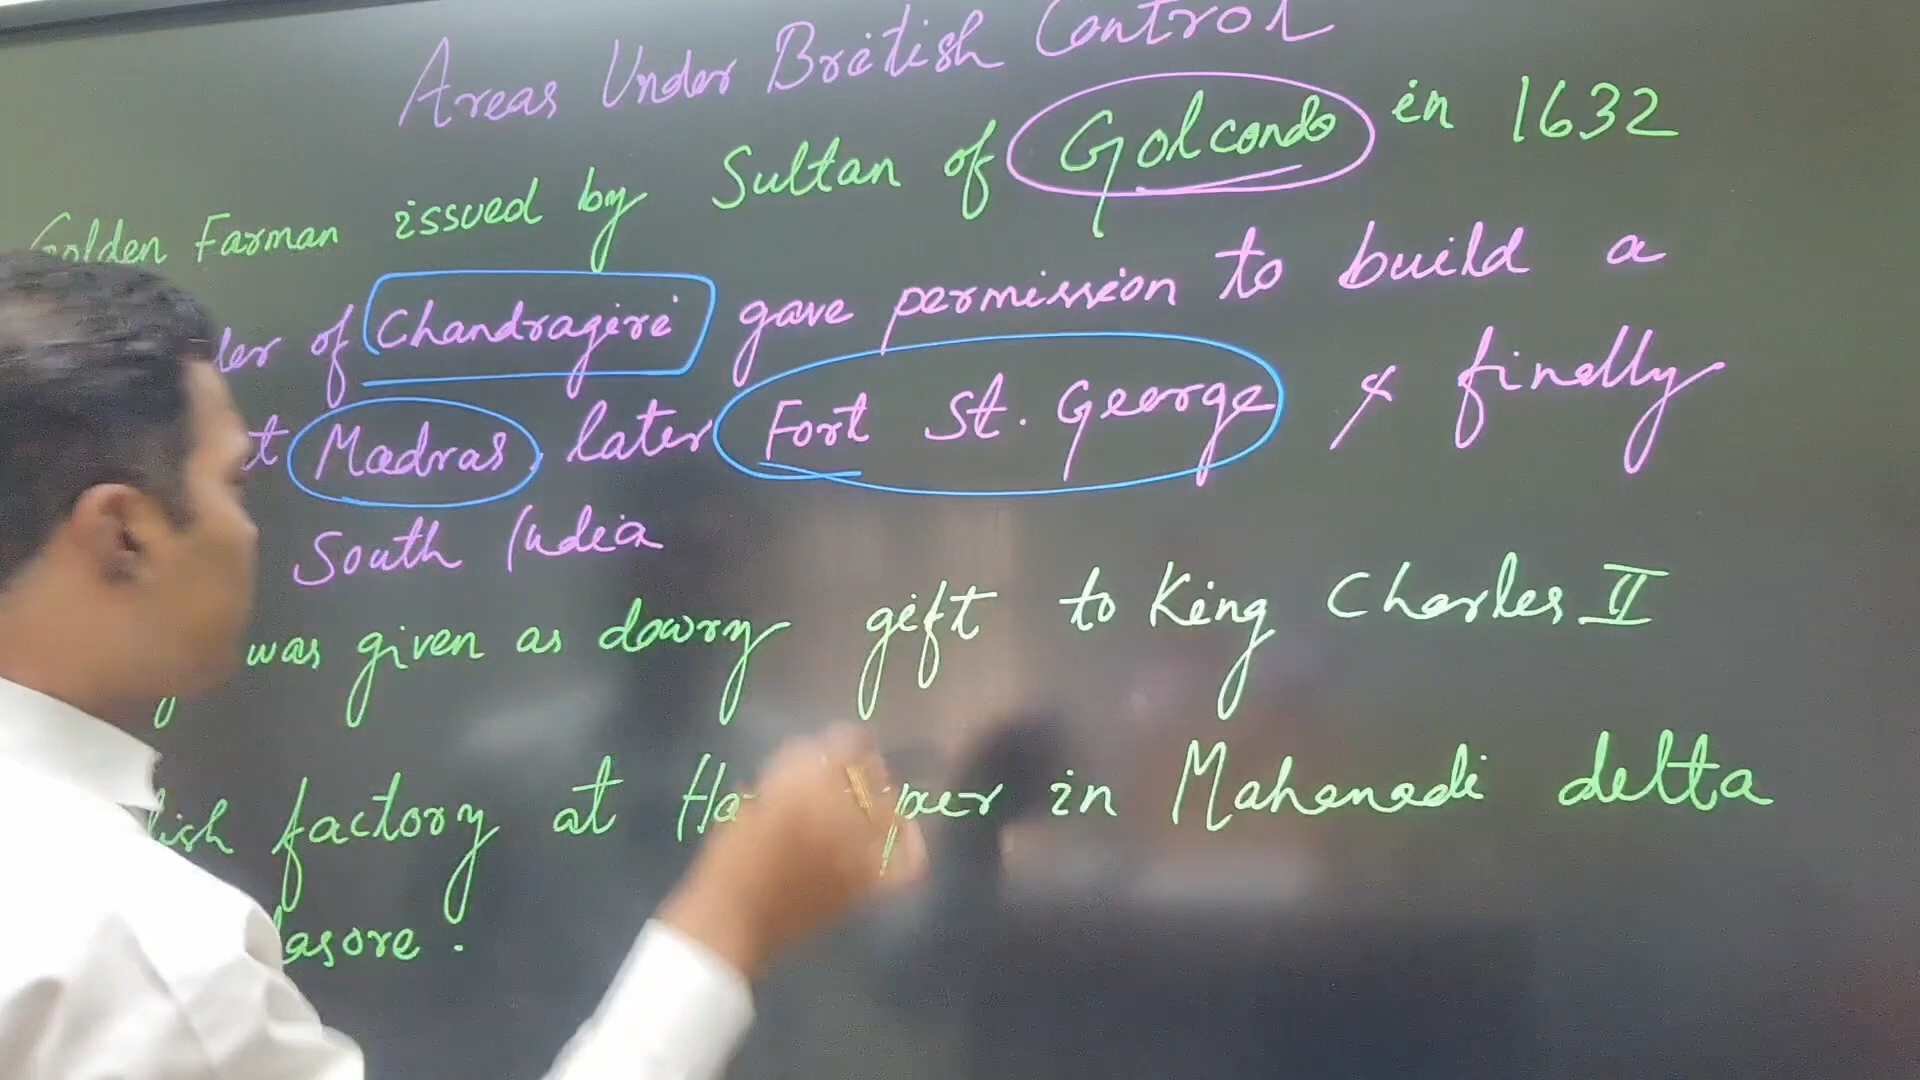 Areas Under British Control
Golden Farman issued by Sultan of Golconda in 1632
of Chandragiri gave permission to build a
Madras, later Fort St. George & finally
South India
was given as dowry gift to King Charles II
factory at in Mahanadi delta